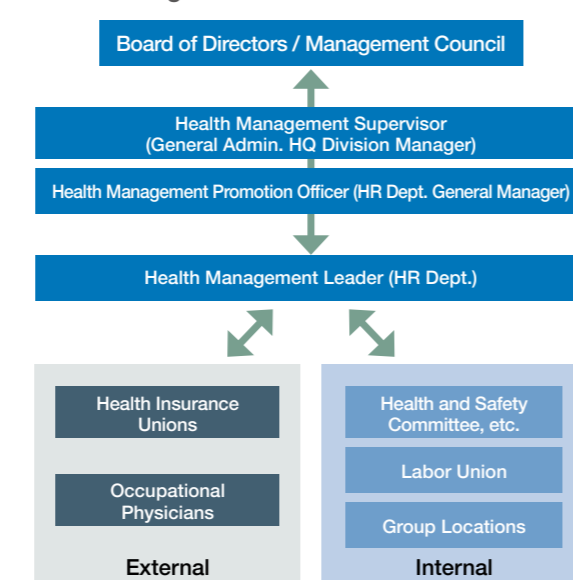 Board of Directors / Management Council
Health Management Supervisor
(General Admin. HQ Division Manager)
Health Management Promotion Officer (HR Dept. General Manager)
Health Management Leader (HR Dept.)
Health Insurance
Unions
Occupational
Physicians
External
Health and Safety
Committee, etc.
Labor Union
Group Locations
Internal